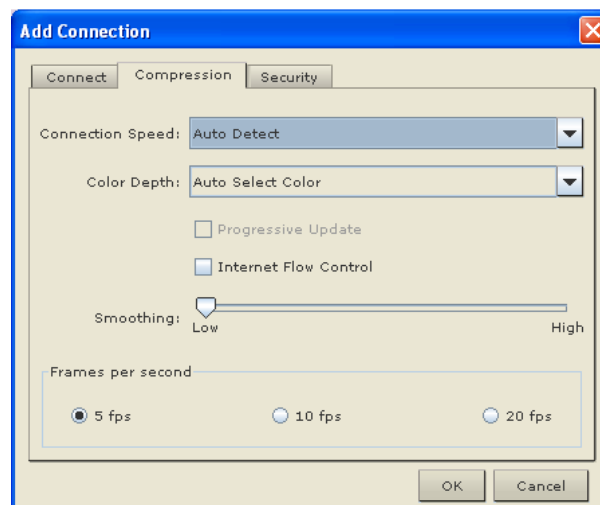 Add Connection
Connect Compression Security
Connection Speed: Auto Detect
Color Depth: Auto Select Color
Progressive Update
Internet Flow Control
Smoothing:
Low High
Frames per second
5 fps 10 fps 20 fps
OK Cancel